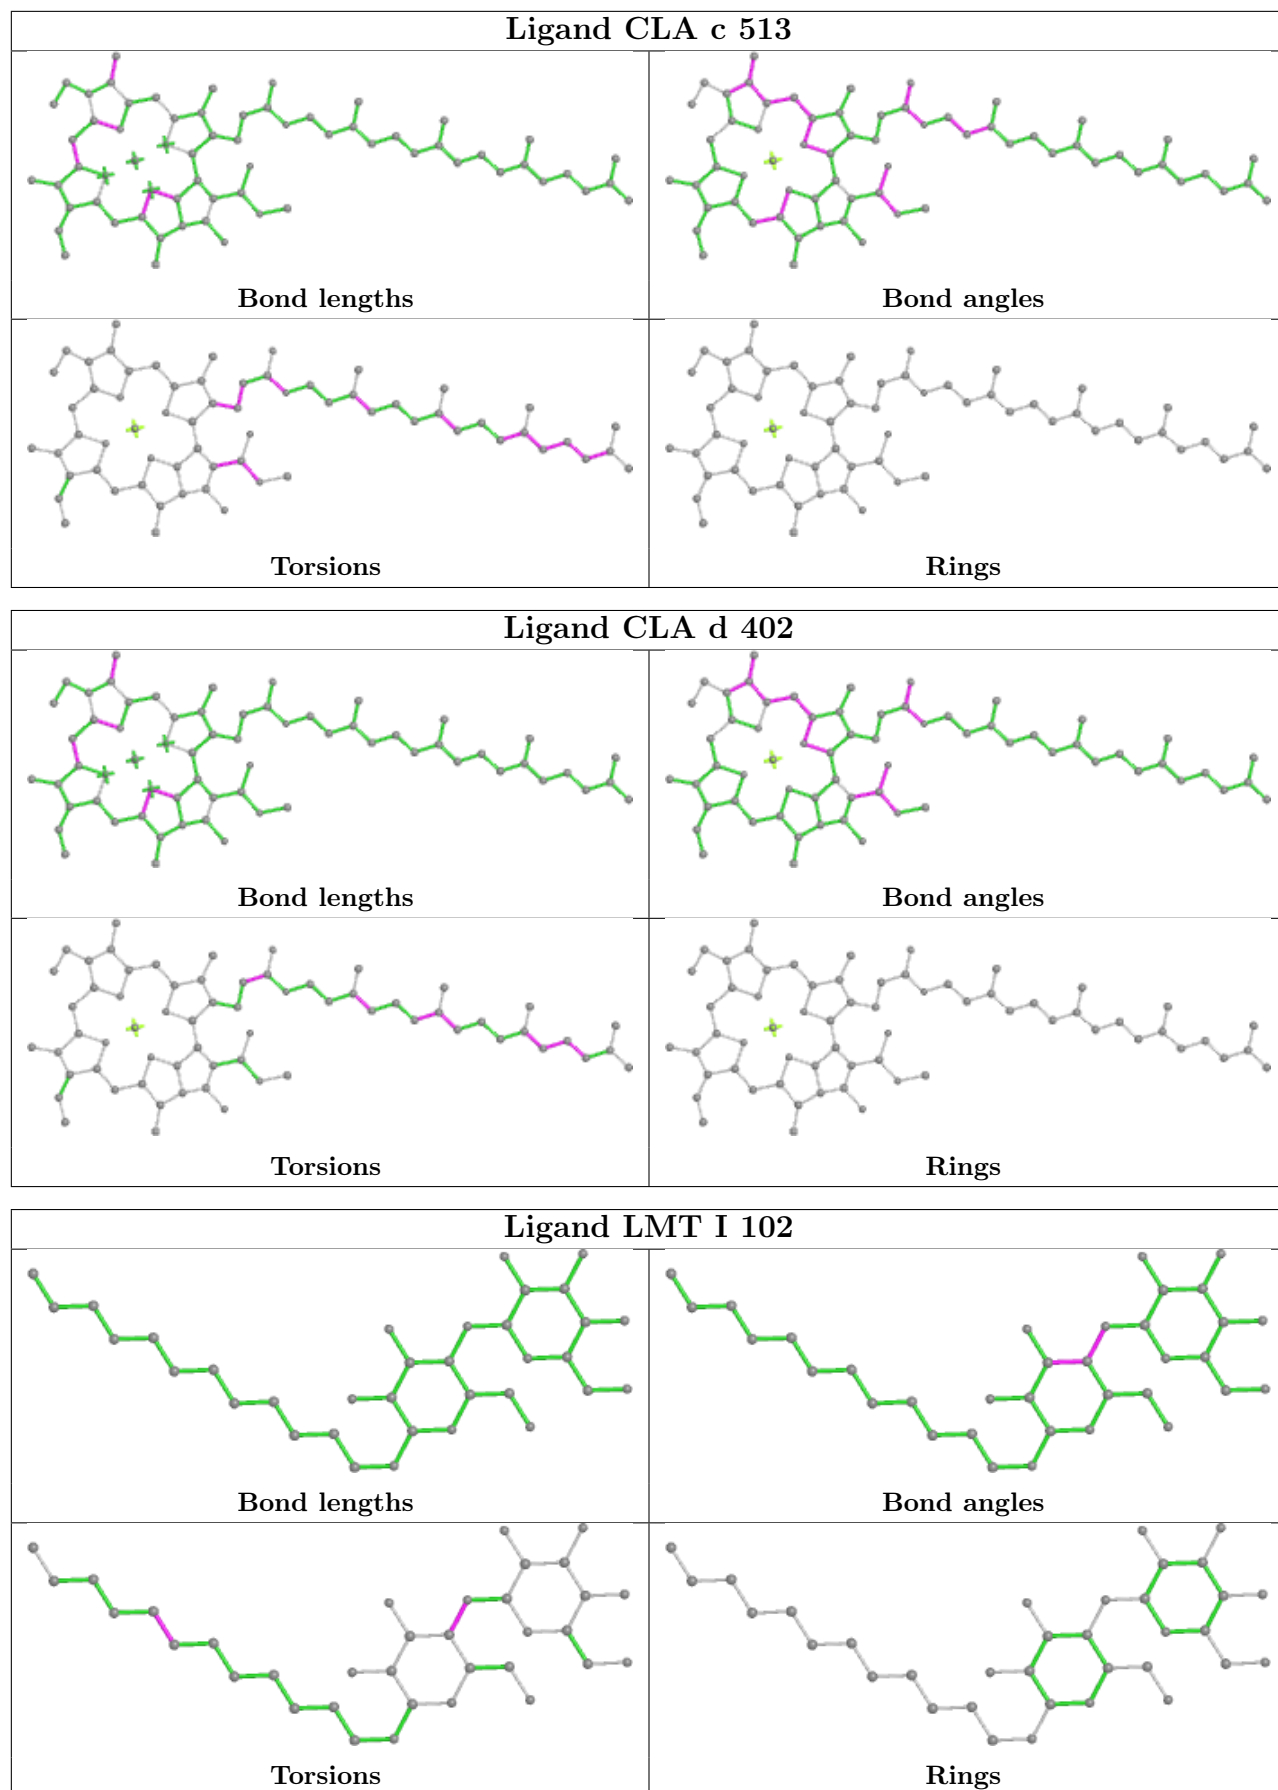 Ligand CLA c 513
Bond lengths
Bond angles
Torsions
Rings
Ligand CLA d 402
Bond lengths
Bond angles
Torsions
Rings
Ligand LMT I 102
Bond lengths
Bond angles
Torsions
Rings